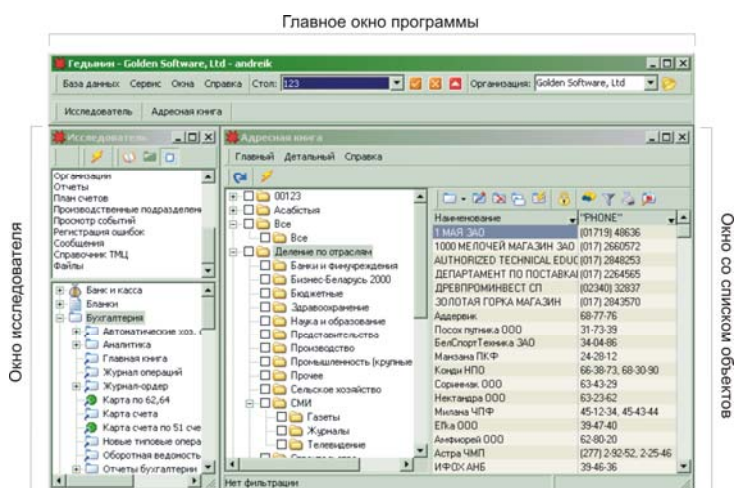 Главное окно программы
Гедымин - Golden Software, Ltd - andreik
База данных Сервис Окна Справка Стол: 123 Организация: Golden Software, Ltd
Исследователь Адресная книга
Окно исследователя
Исследователь
Организации
Отчеты
План счетов
Производственные подразделен
Просмотр событий
Регистрация ошибок
Сообщения
Справочник ТМЦ
Файлы
Банк и касса
Бланки
Бухгалтерия
Автоматические хоз. о
Аналитика
Главная книга
Журнал операций
Журнал-ордер
Карта по 62,64
Карта счета
Карта счета по 51 сче
Новые типовые опера
Оборотная ведомость
Отчеты бухгалтерии
Адресная книга
Главный Детальный Справка
00123
Асабістыя
Все
Все
Деление по отраслям
Банки и финучреждения
Бизнес-Беларусь 2000
Бюджетные
Здравоохранение
Наука и образование
Представительства
Производство
Промышленность (крупные
Прочее
Сельское хозяйство
СМИ
Газеты
Журналы
Телевидение
Строительство
Наименование "PHONE"
1 МАЯ ЗАО (01719) 48636
1000 МЕЛОЧЕЙ МАГАЗИН ЗАО (017) 2660572
AUTHORIZED TECHNICAL EDUC (017) 2848253
ДЕПАРТАМЕНТ ПО ПОСТАВКАІ (017) 2264565
ДРЕВПРОМИНВЕСТ СП (02340) 32837
ЗОЛОТАЯ ГОРКА МАГАЗИН (017) 2843570
Аддервик 68-77-76
Посох путника ООО 31-73-39
БелСпортТехника ЗАО 34-04-86
Манзана ПКФ 24-28-12
Конди НПО 66-38-73, 68-30-90
Соринмак ООО 63-43-29
Нектандра ООО 63-23-62
Милана ЧПФ 45-12-34, 45-43-44
Elka ООО 39-47-40
Амфиорей ООО 62-80-20
Астра ЧМП (277) 2-92-52, 2-25-46
ИФОХ АНБ 39-46-36
Нет фильтрации
Окно со списком объектов